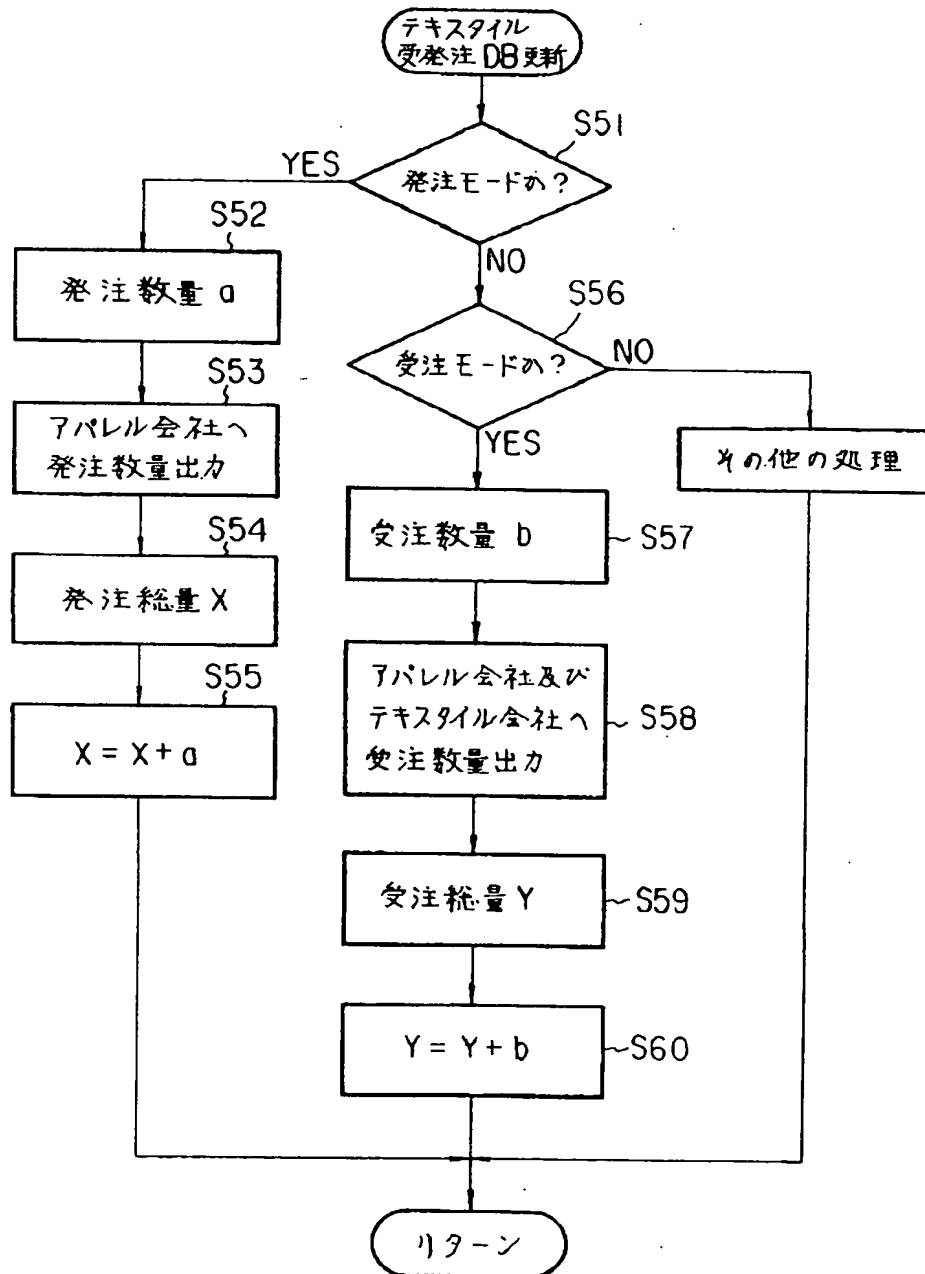 テキスタイル
受発注DB更新
S51
発注モードか?
YES
NO
S52
発注数量 a
S53
アパレル会社へ
発注数量出力
S54
発注総量 X
S55
X = X + a
S56
受注モードか?
NO
YES
その他の処理
受注数量 b
S57
アパレル会社及び
テキスタイル会社へ
受注数量出力
S58
受注総量 Y
S59
Y = Y + b
S60
リターン